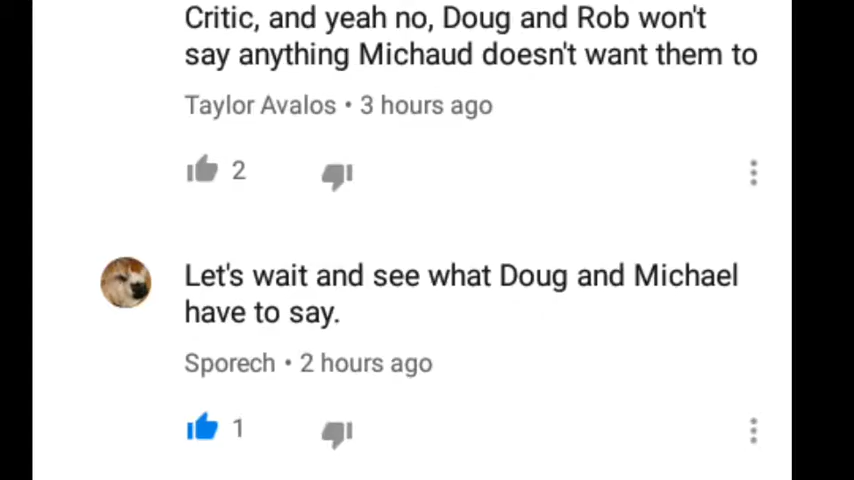 Critic, and yeah no, Doug and Rob won't
say anything Michaud doesn't want them to
Taylor Avalos • 3 hours ago
2
Let's wait and see what Doug and Michael
have to say.
Sporech • 2 hours ago
1